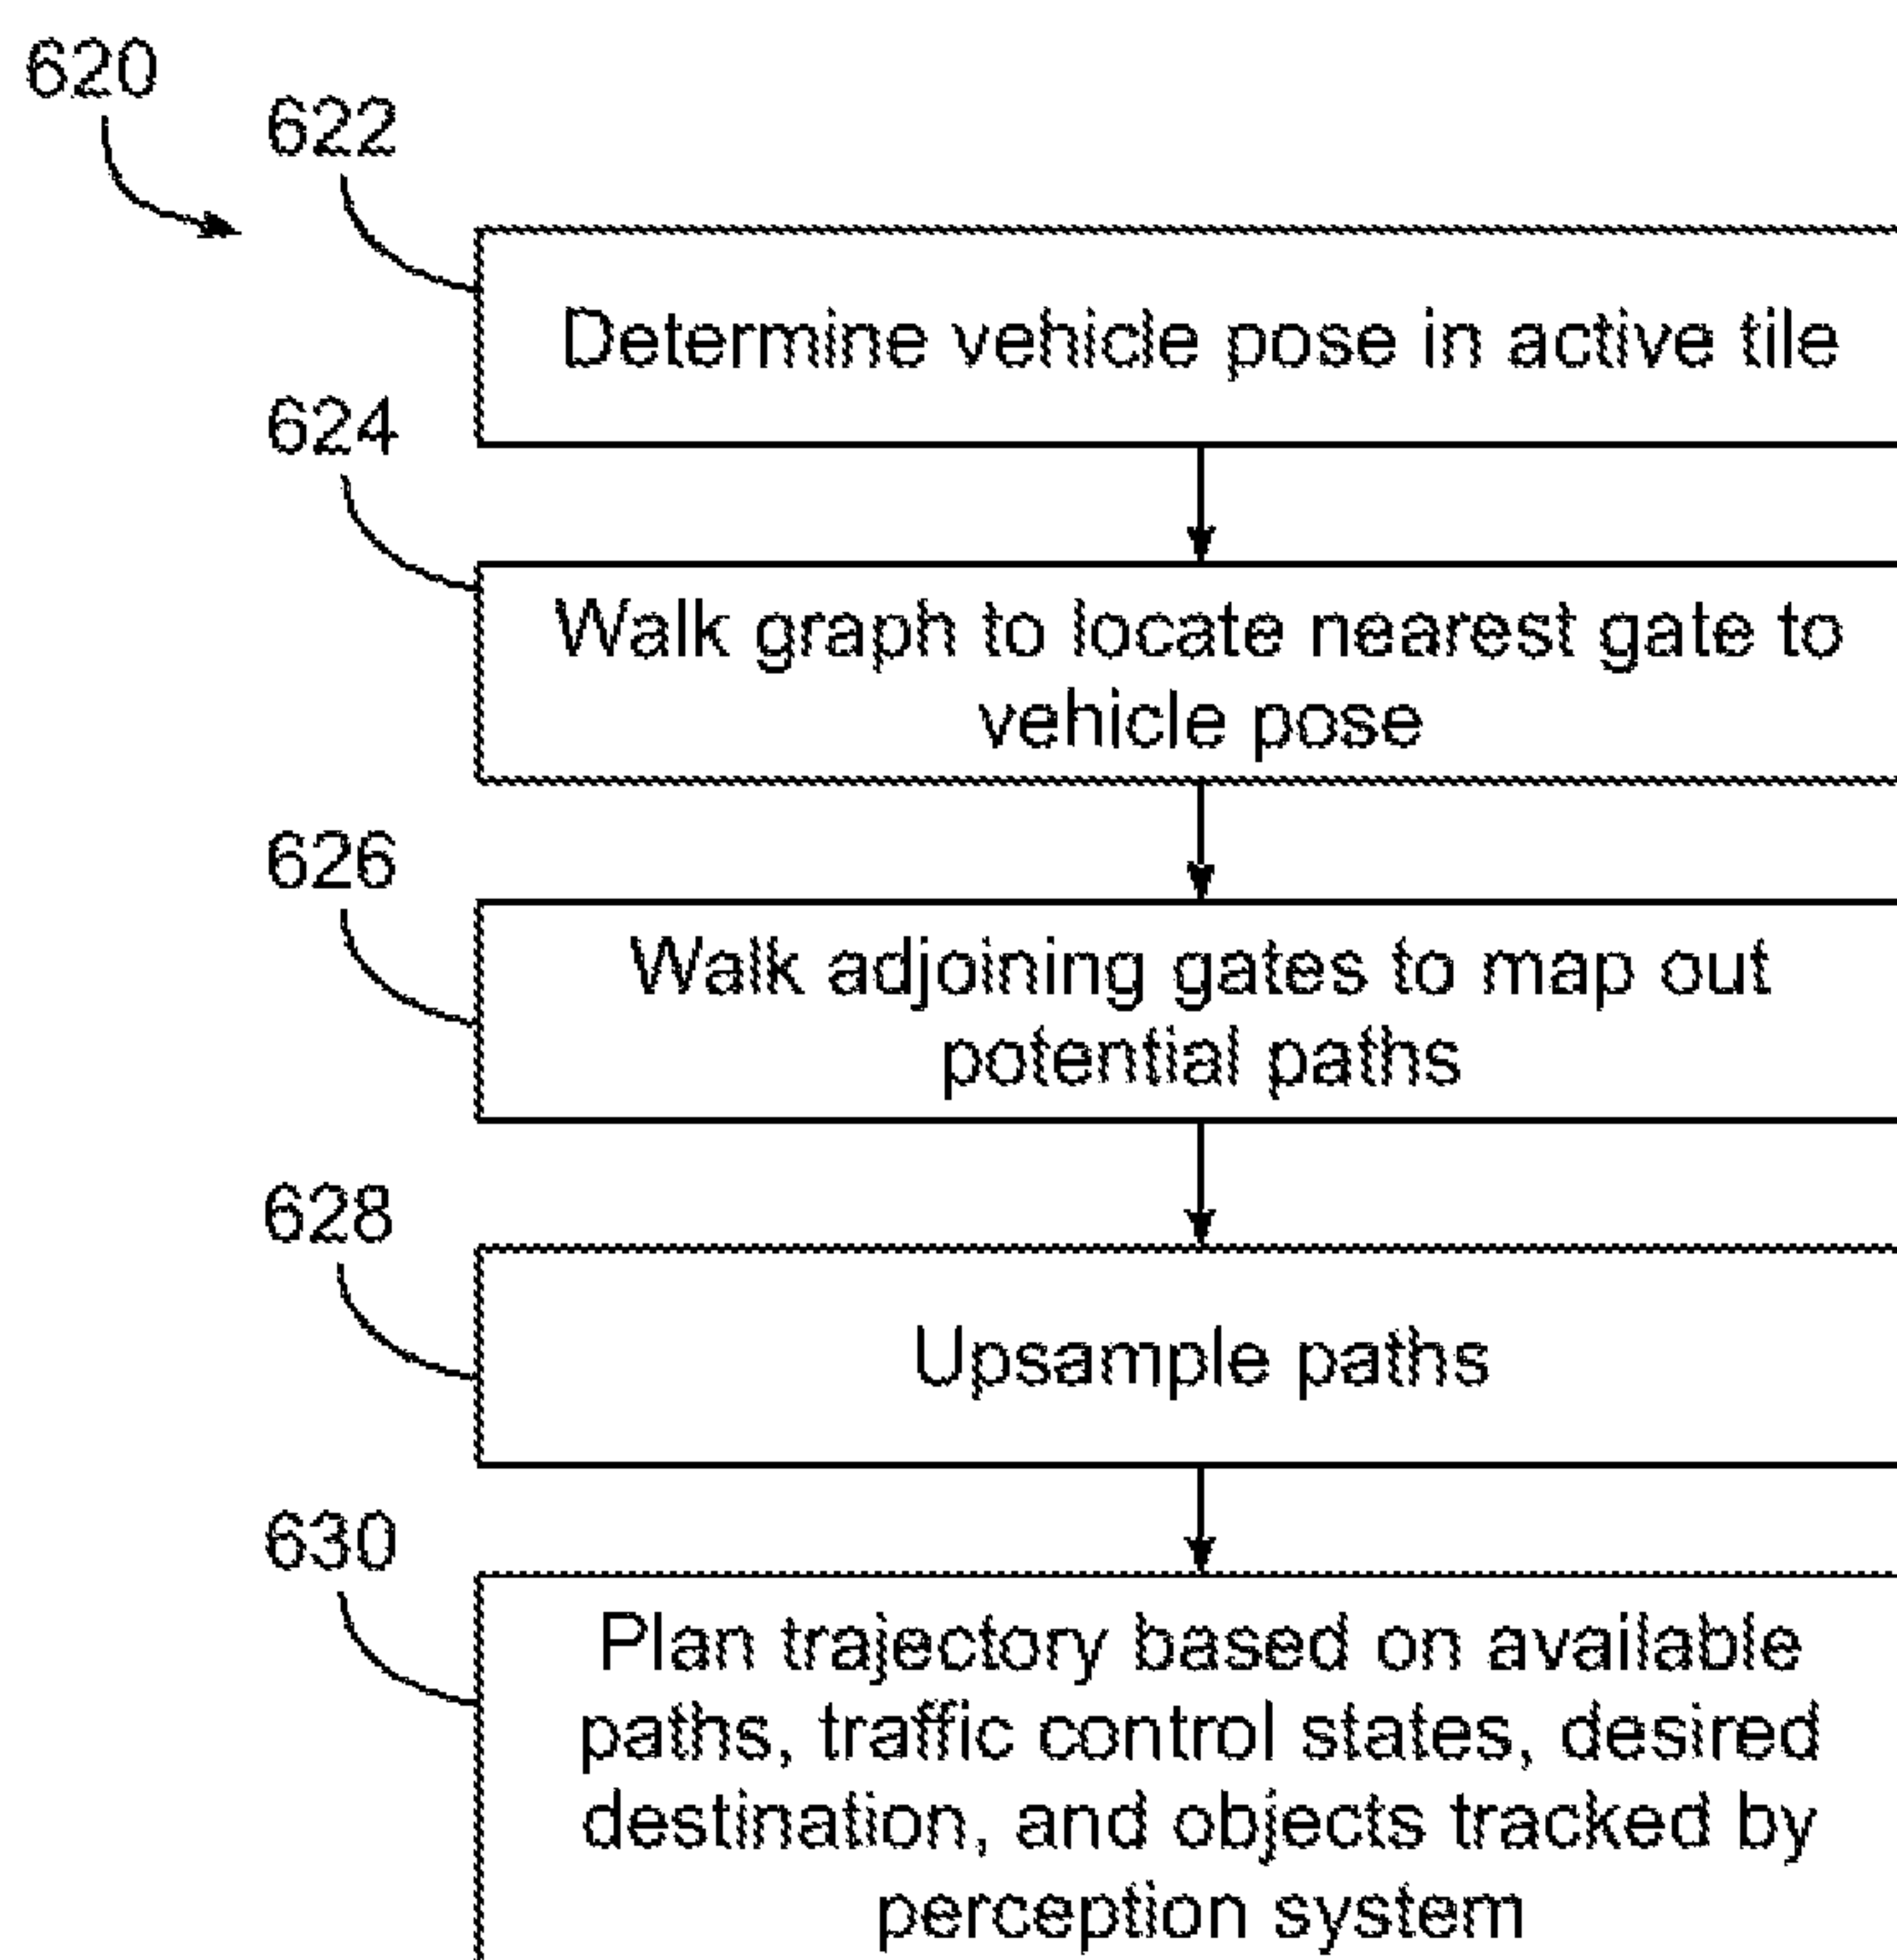 620
622
Determine vehicle pose in active tile
624
Walk graph to locate nearest gate to
vehicle pose
626
Walk adjoining gates to map out
potential paths
628
Upsample paths
630
Plan trajectory based on available
paths, traffic control states, desired
destination, and objects tracked by
perception system